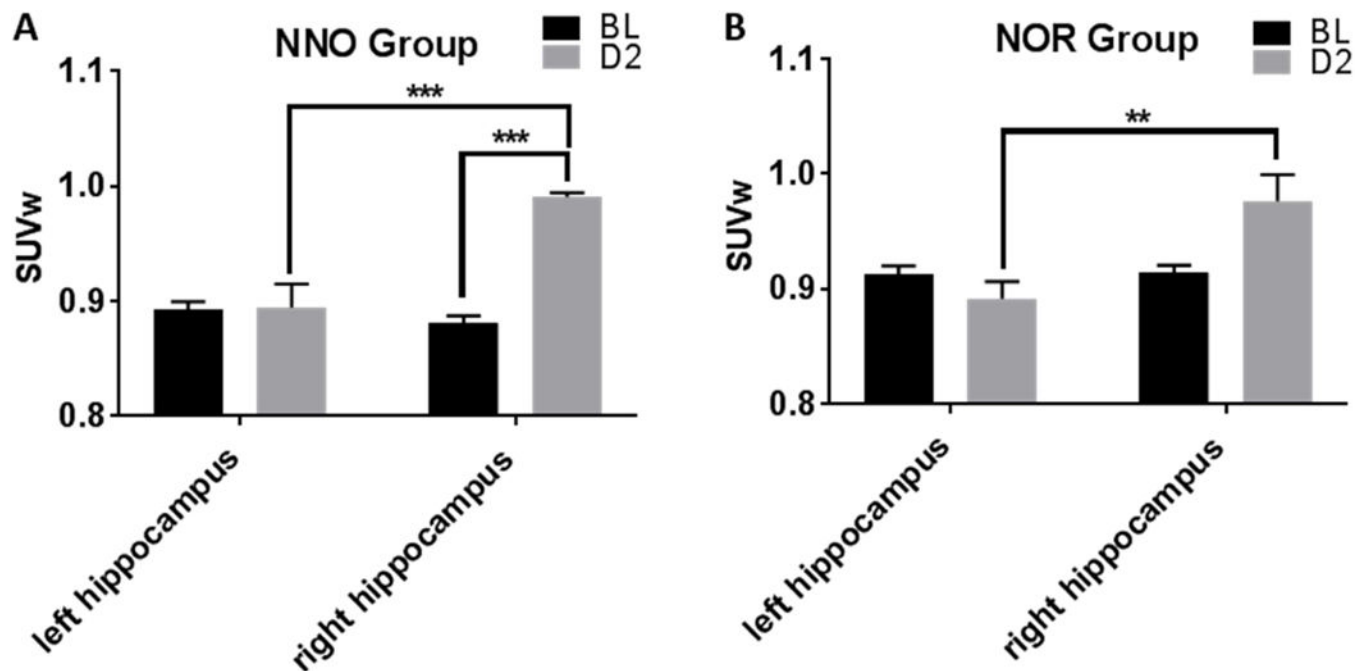 A
NNO Group
BL
D2
SUVw
1.1
1.0
0.9
0.8
***
***
left hippocampus
right hippocampus
B
NOR Group
BL
D2
SUVw
1.1
1.0
0.9
0.8
**
left hippocampus
right hippocampus